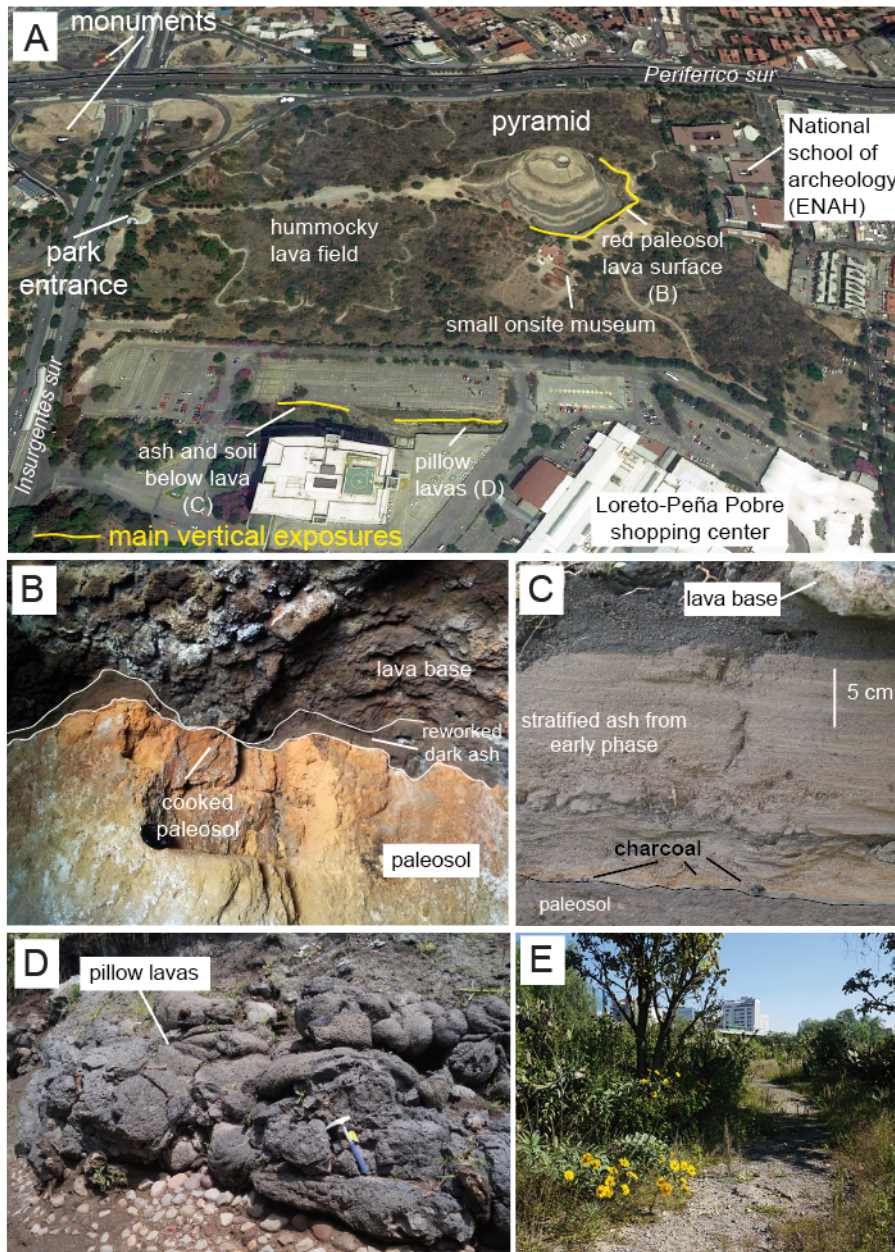 A
monuments
Periferico sur
pyramid
National
school of
archeology
(ENAH)
hummocky
lava field
park
entrance
red paleosol
lava surface
(B)
small onsite museum
Insurgentes sur
ash and soil
below lava
(C)
pillow
lavas (D)
Loreto-Peña Pobre
shopping center
main vertical exposures
B
lava base
reworked
dark ash
cooked
paleosol
paleosol
C
lava base
5 cm
stratified ash from
early phase
charcoal
paleosol
D
pillow lavas
E